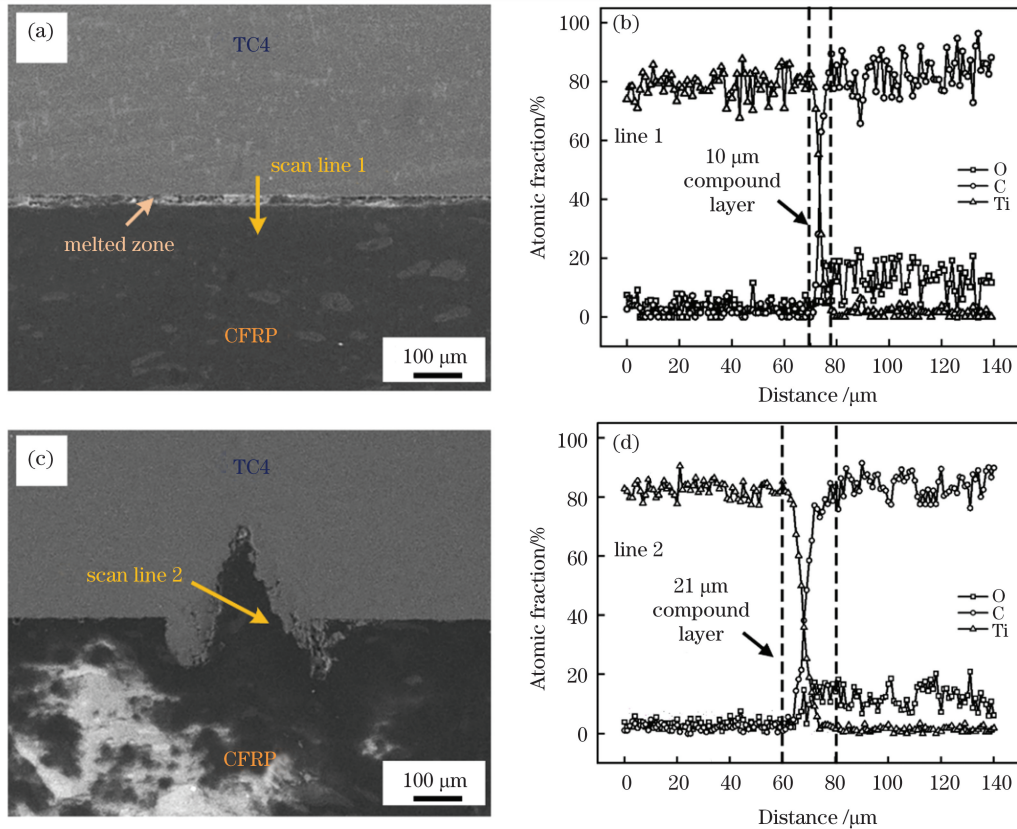 (a)
TC4
scan line 1
melted zone
CFRP
100 μm
(b)
100
80
60
40
20
0
Atomic fraction/%
line 1
10 μm
compound
layer
O
C
Ti
0 20 40 60 80 100 120 140
Distance /μm
(c)
TC4
scan line 2
CFRP
100 μm
(d)
100
80
60
40
20
0
Atomic fraction/%
line 2
21 μm
compound
layer
O
C
Ti
0 20 40 60 80 100 120 140
Distance /μm